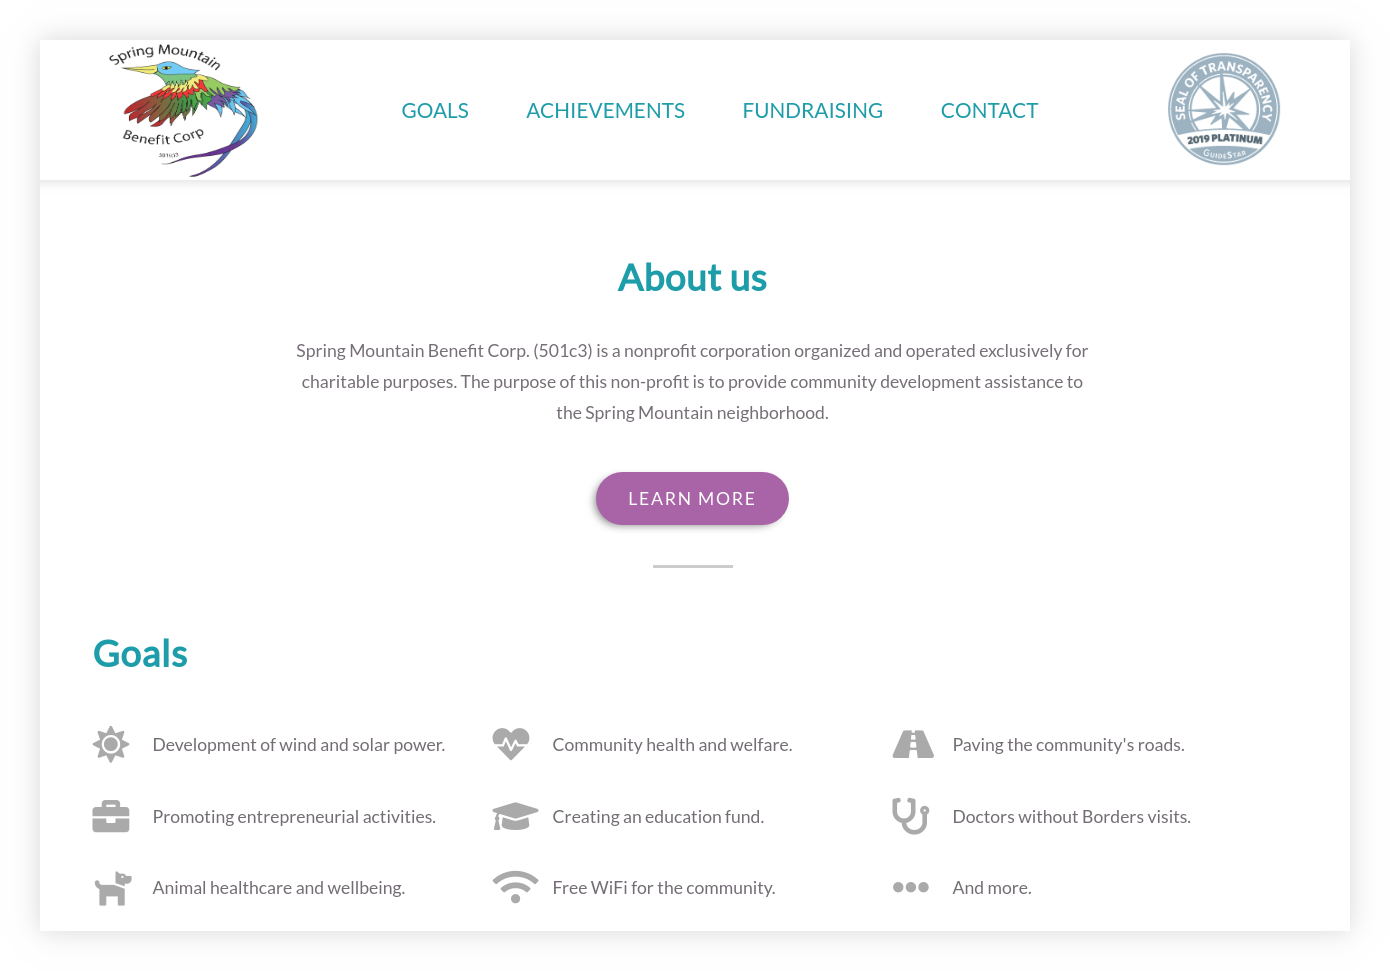 Spring Mountain
Benefit Corp
GOALS
ACHIEVEMENTS
FUNDRAISING
CONTACT
SEAL OF TRANSPARENCY
2019 PLATINUM
GUIDESTAR
About us
Spring Mountain Benefit Corp. (501c3) is a nonprofit corporation organized and operated exclusively for
charitable purposes. The purpose of this non-profit is to provide community development assistance to
the Spring Mountain neighborhood.
LEARN MORE
Goals
Development of wind and solar power.
Community health and welfare.
Paving the community's roads.
Promoting entrepreneurial activities.
Creating an education fund.
Doctors without Borders visits.
Animal healthcare and wellbeing.
Free WiFi for the community.
And more.